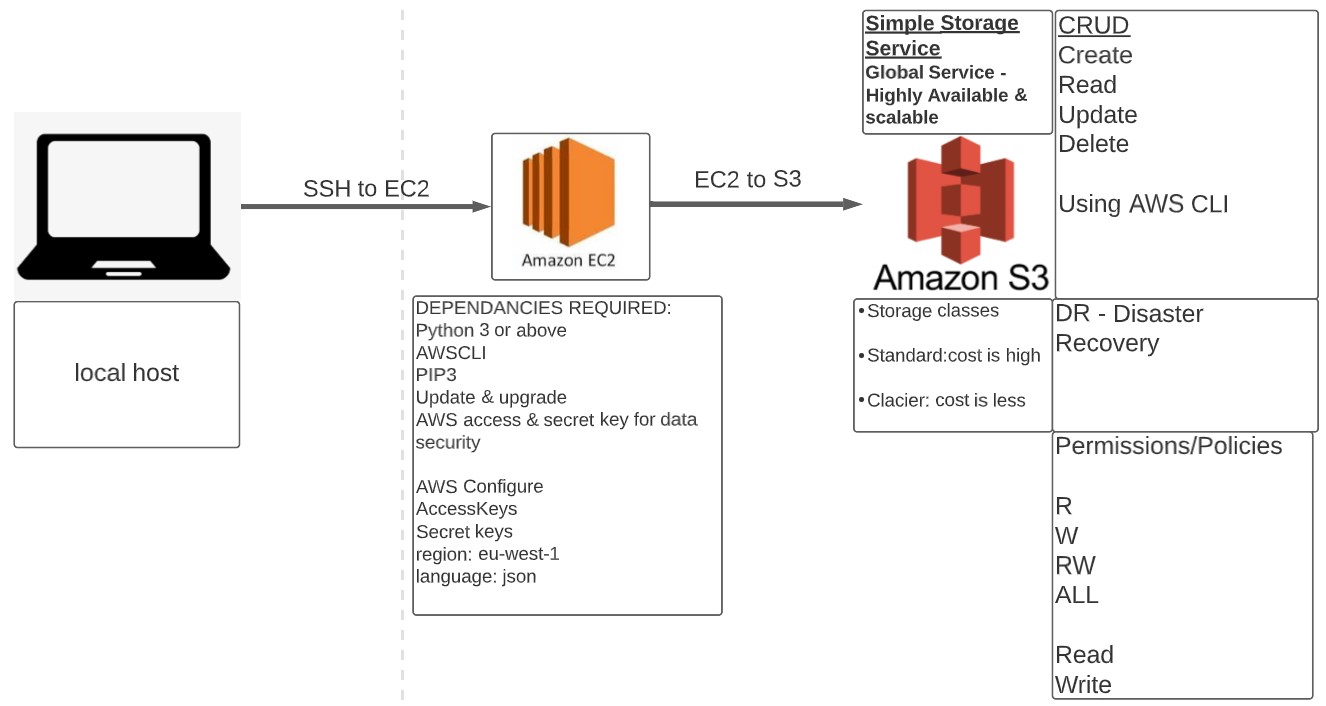 local host
SSH to EC2
Amazon EC2
DEPENDANCIES REQUIRED:
Python 3 or above
AWSCLI
PIP3
Update & upgrade
AWS access & secret key for data
security
AWS Configure
AccessKeys
Secret keys
region: eu-west-1
language: json
EC2 to S3
Simple Storage
Service
Global Service -
Highly Available &
scalable
Amazon S3
•Storage classes
•Standard:cost is high
•Clacier: cost is less
CRUD
Create
Read
Update
Delete
Using AWS CLI
DR - Disaster
Recovery
Permissions/Policies
R
W
RW
ALL
Read
Write